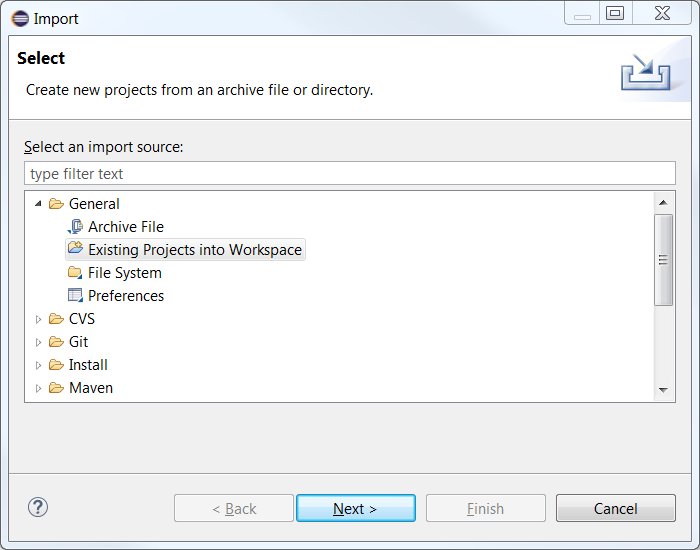 Import
Select
Create new projects from an archive file or directory.
Select an import source:
type filter text
General
Archive File
Existing Projects into Workspace
File System
Preferences
CVS
Git
Install
Maven
?
< Back
Next >
Finish
Cancel